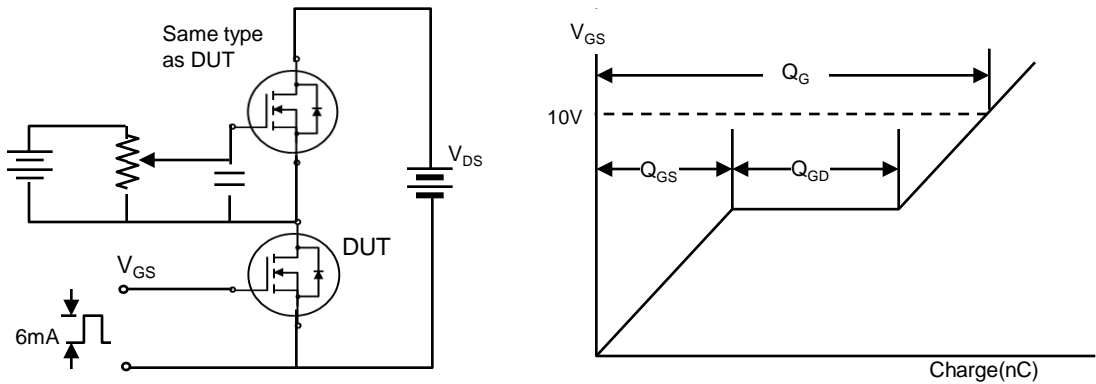 Same type
as DUT
V_DS
DUT
V_GS
6mA
V_GS
Q_G
10V
Q_GS
Q_GD
Charge(nC)